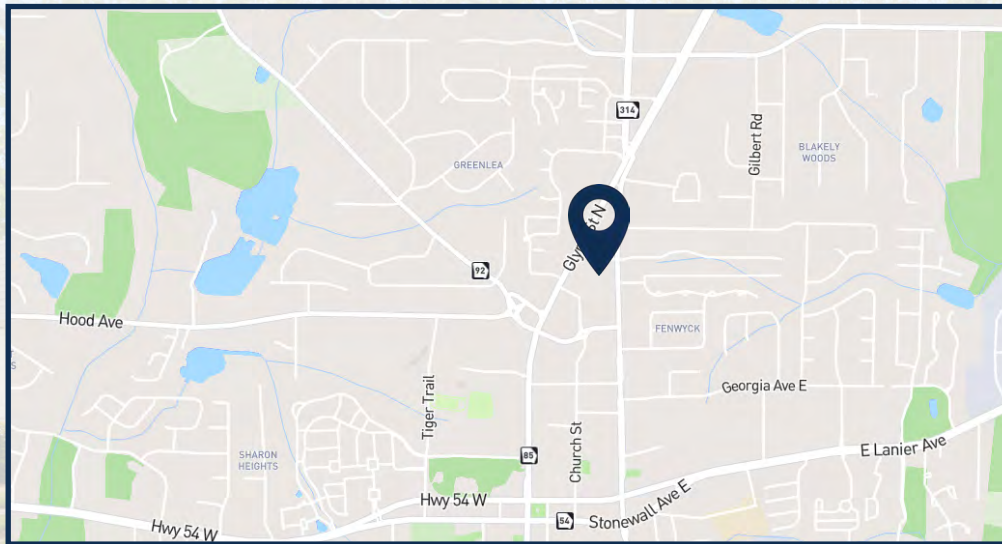 314
Gilbert Rd
BLAKELY
WOODS
GREENLEA
St N
92
Hood Ave
FENWYCK
Georgia Ave E
Tiger Trail
Church St
85
SHARON
HEIGHTS
E Lanier Ave
Hwy 54 W
54
Stonewall Ave E
Hwy 54 W